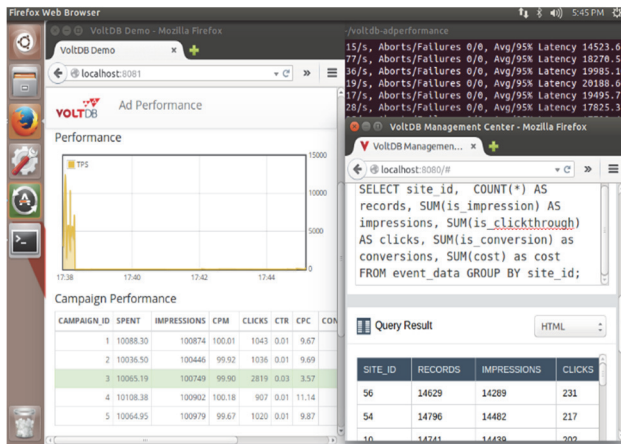 Firefox Web Browser
5:45 PM
VoltDB Demo - Mozilla Firefox
VoltDB Demo
localhost:8081
VOLTDB
Ad Performance
Performance
TPS
15000
10000
5000
0
17:38 17:40 17:42 17:44
Campaign Performance
CAMPAIGN_ID SPENT IMPRESSIONS CPM CLICKS CTR CPC CON
1 10088.30 100874 100.01 1043 0.01 9.67
2 10036.50 100446 99.92 1036 0.01 9.69
3 10065.19 100749 99.90 2819 0.03 3.57
4 10108.38 100902 100.18 907 0.01 11.14
5 10064.95 100979 99.67 1020 0.01 9.87
/voltdb-adperformance
15/s, Aborts/Failures 0/0, Avg/95% Latency 14523.6
77/s, Aborts/Failures 0/0, Avg/95% Latency 18270.5
36/s, Aborts/Failures 0/0, Avg/95% Latency 19985.1
19/s, Aborts/Failures 0/0, Avg/95% Latency 20188.6
17/s, Aborts/Failures 0/0, Avg/95% Latency 19495.7
28/s, Aborts/Failures 0/0, Avg/95% Latency 17825.3
VoltDB Management Center - Mozilla Firefox
VoltDB Managemen...
localhost:8080/#
SELECT site_id, COUNT(*) AS
records, SUM(is_impression) AS
impressions, SUM(is_clickthrough)
AS clicks, SUM(is_conversion) as
conversions, SUM(cost) as cost
FROM event_data GROUP BY site_id;
Query Result
HTML
SITE_ID RECORDS IMPRESSIONS CLICKS
56 14629 14289 231
54 14796 14482 217
10 14741 14439 202